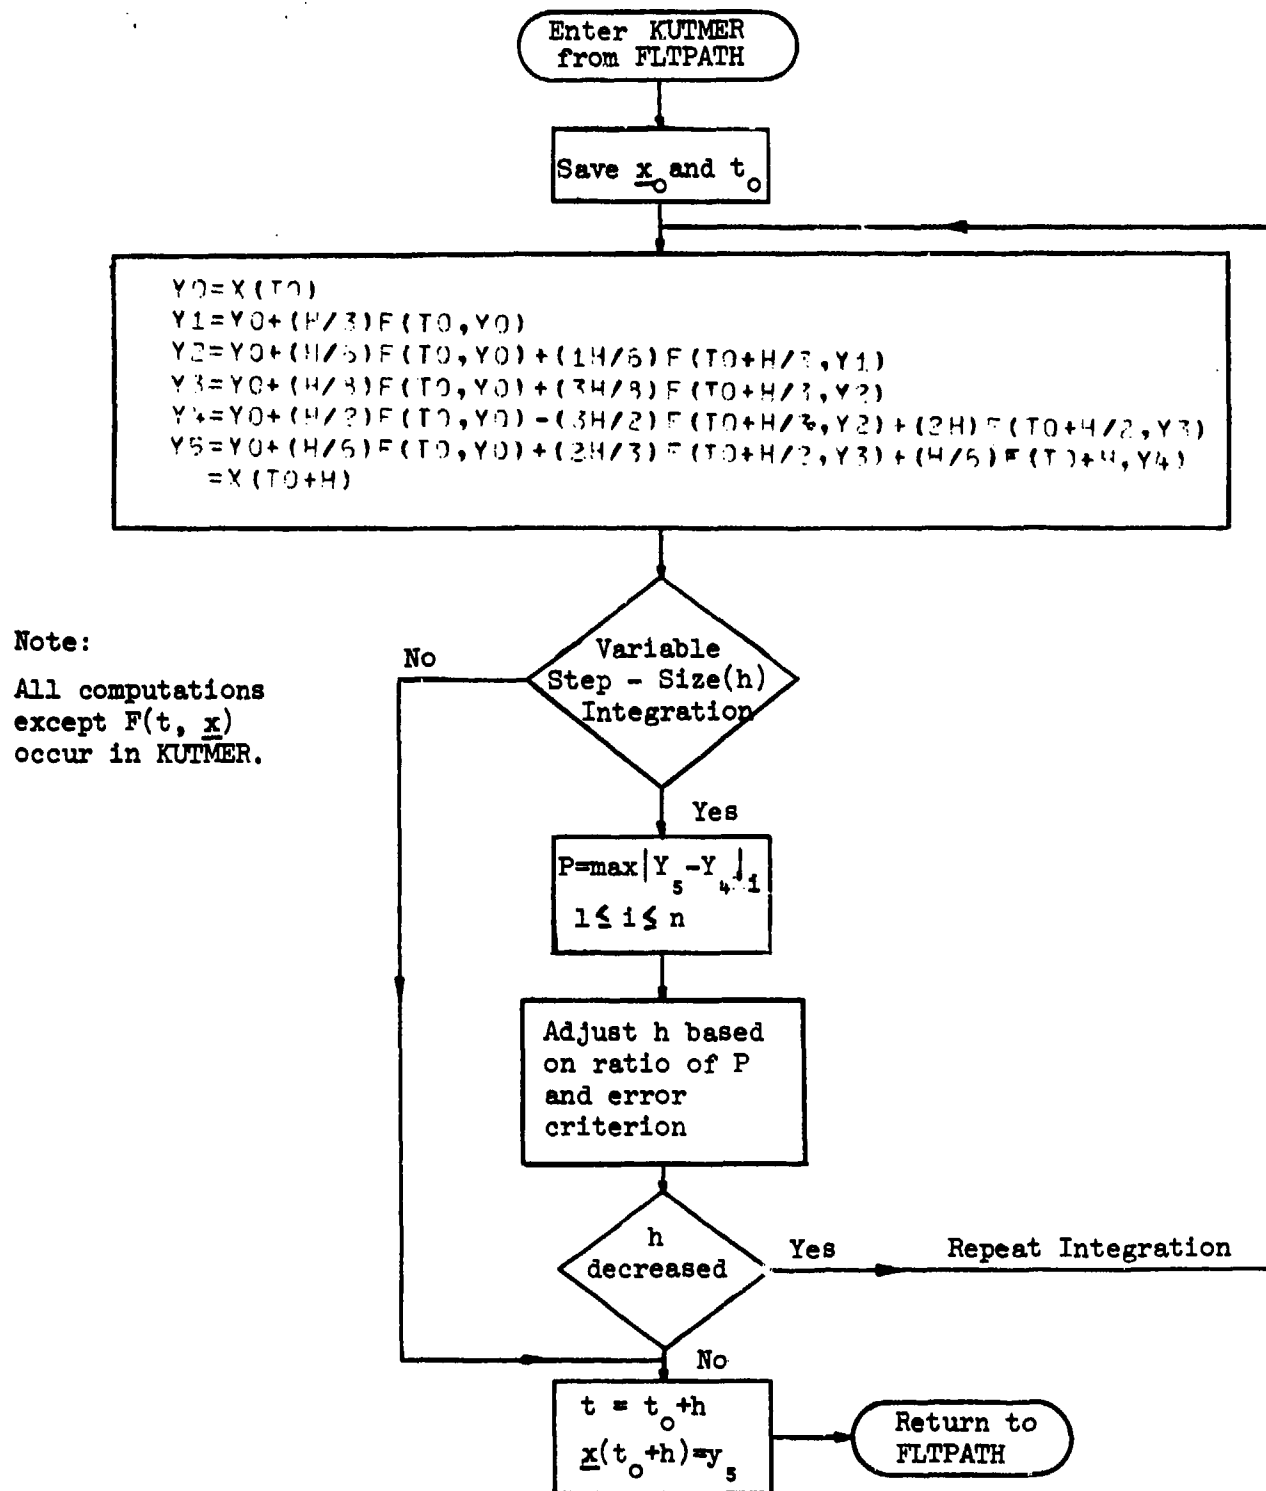 Enter KUTMER
from FLTPATH
Save x₀ and t₀
Y0=X(T0)
Y1=Y0+(H/3)F(T0,Y0)
Y2=Y0+(H/6)F(T0,Y0)+(1H/6)F(T0+H/3,Y1)
Y3=Y0+(H/8)F(T0,Y0)+(3H/8)F(T0+H/3,Y2)
Y4=Y0+(H/2)F(T0,Y0)-(3H/2)F(T0+H/3,Y2)+(2H)F(T0+H/2,Y3)
Y5=Y0+(H/6)F(T0,Y0)+(2H/3)F(T0+H/2,Y3)+(H/6)F(T0+H,Y4)
=X(T0+H)
Note:
All computations
except F(t, x)
occur in KUTMER.
No
Variable
Step - Size(h)
Integration
Yes
P=max|Y₅-Y₄|i
1≤ i≤ n
Adjust h based
on ratio of P
and error
criterion
h
decreased
Yes
Repeat Integration
No
t = t₀+h
x(t₀+h)=y₅
Return to
FLTPATH